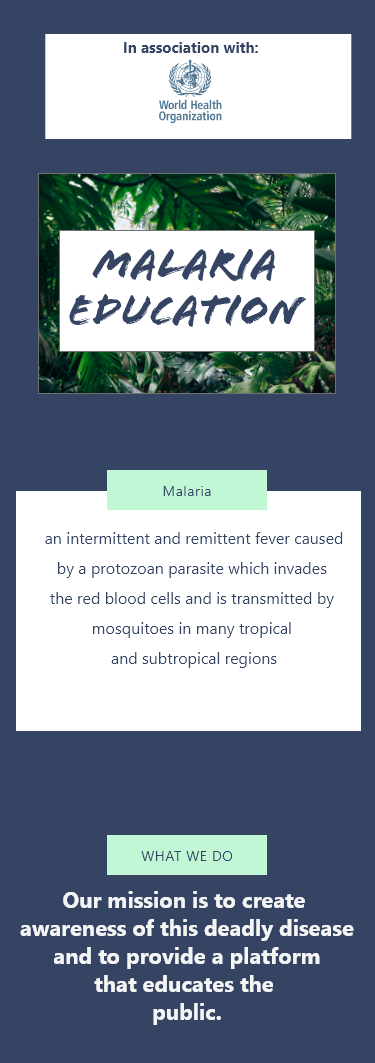 In association with:
World Health
Organization
MALARIA
EDUCATION
Malaria
an intermittent and remittent fever caused
by a protozoan parasite which invades
the red blood cells and is transmitted by
mosquitoes in many tropical
and subtropical regions
WHAT WE DO
Our mission is to create
awareness of this deadly disease
and to provide a platform
that educates the
public.